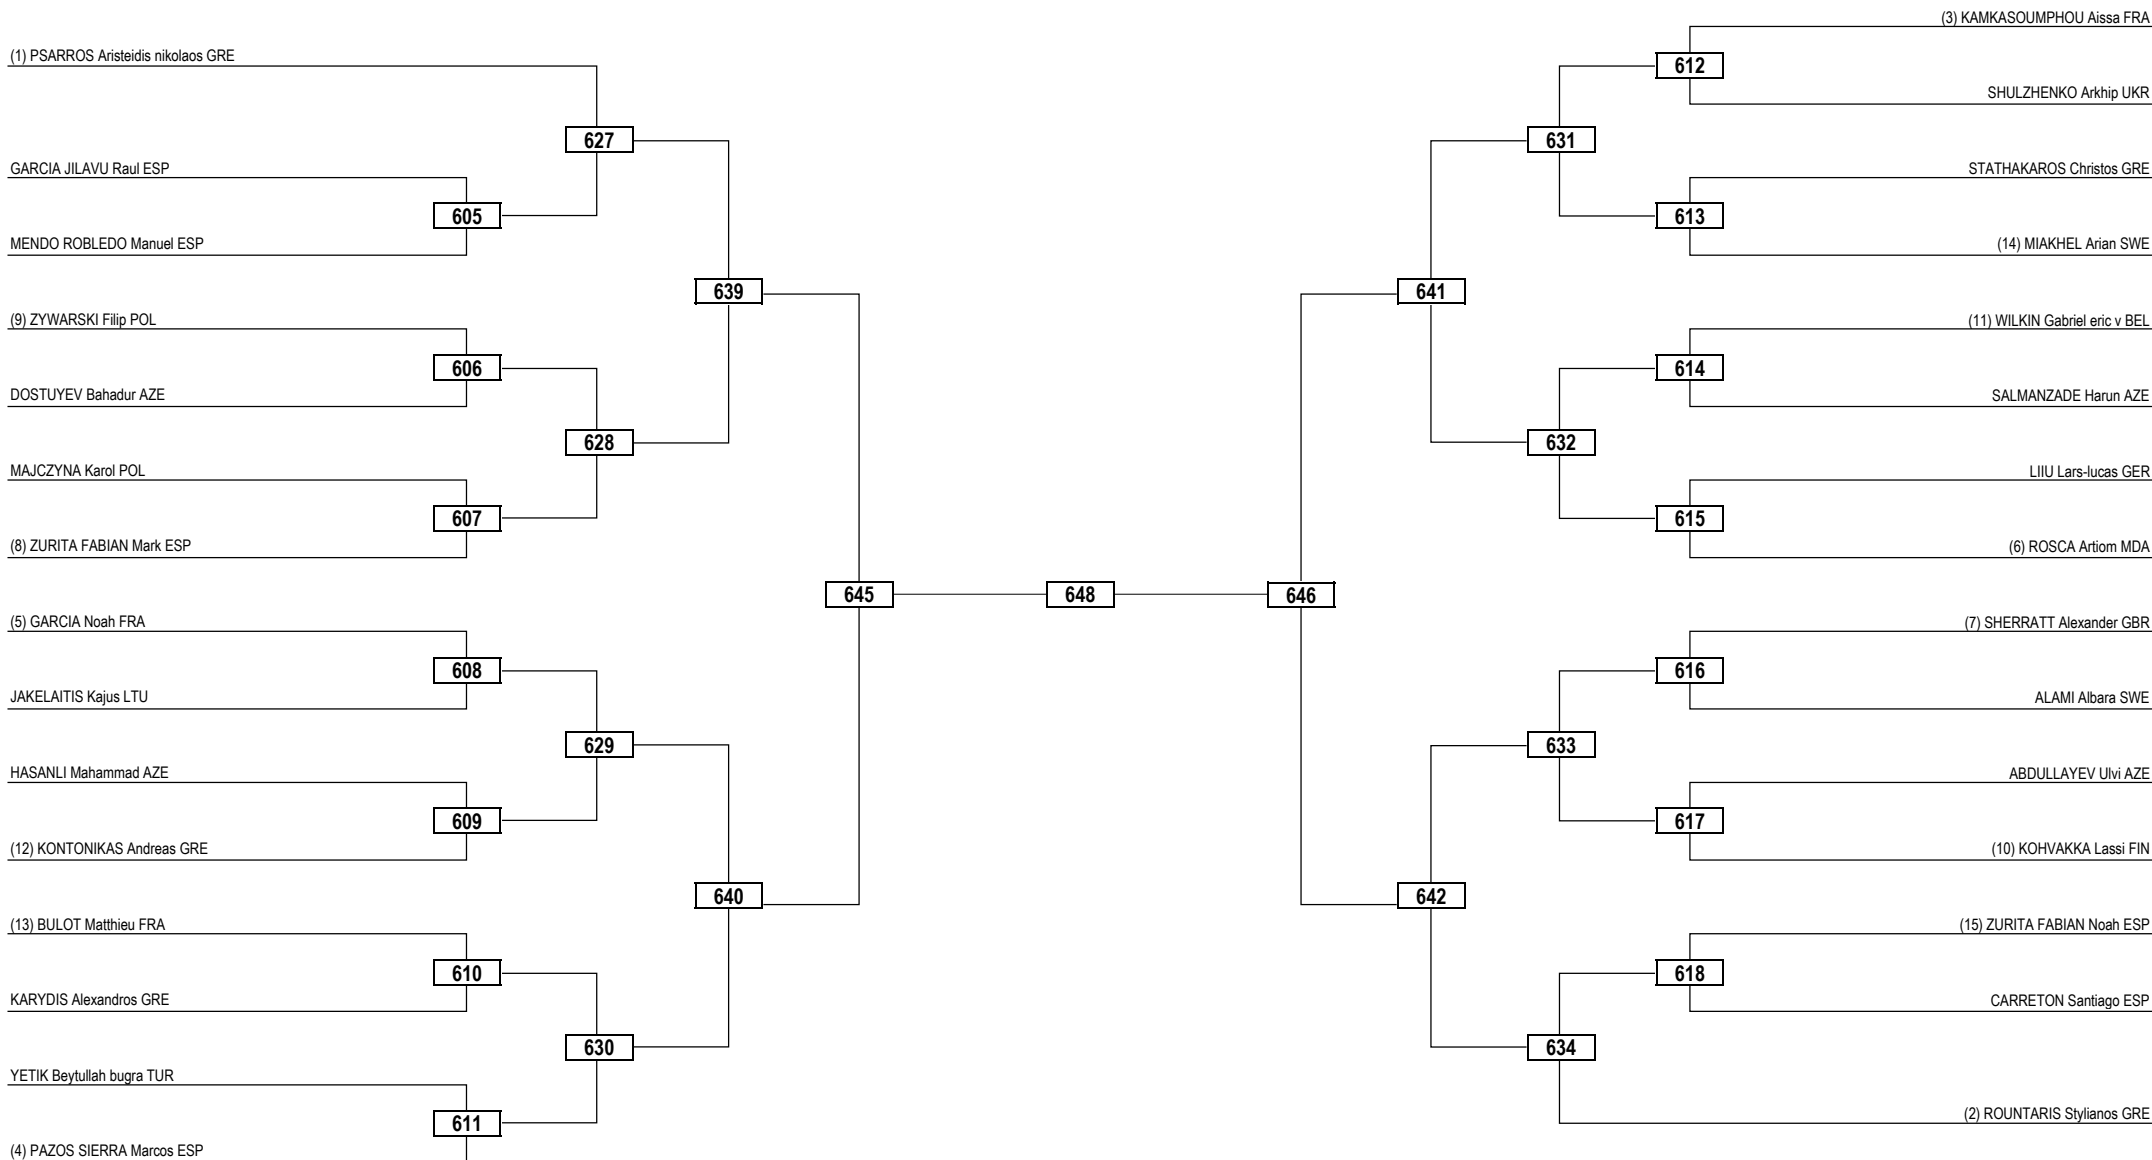 (1) PSARROS Aristeidis nikolaos GRE
627
GARCIA JILAVU Raul ESP
605
MENDO ROBLEDO Manuel ESP
639
(9) ZYWARSKI Filip POL
606
DOSTUYEV Bahadur AZE
628
MAJCZYNA Karol POL
607
(8) ZURITA FABIAN Mark ESP
645
(5) GARCIA Noah FRA
608
JAKELAITIS Kajus LTU
629
HASANLI Mahammad AZE
609
(12) KONTONIKAS Andreas GRE
640
(13) BULOT Matthieu FRA
610
KARYDIS Alexandros GRE
630
YETIK Beytullah bugra TUR
611
(4) PAZOS SIERRA Marcos ESP
648
(3) KAMKASOUMPHOU Aissa FRA
612
SHULZHENKO Arkhip UKR
631
STATHAKAROS Christos GRE
613
(14) MIAKHEL Arian SWE
641
(11) WILKIN Gabriel eric v BEL
614
SALMANZADE Harun AZE
632
LIIU Lars-lucas GER
615
(6) ROSCA Artiom MDA
646
(7) SHERRATT Alexander GBR
616
ALAMI Albara SWE
633
ABDULLAYEV Ulvi AZE
617
(10) KOHVAKKA Lassi FIN
642
(15) ZURITA FABIAN Noah ESP
618
CARRETON Santiago ESP
634
(2) ROUNTARIS Stylianos GRE